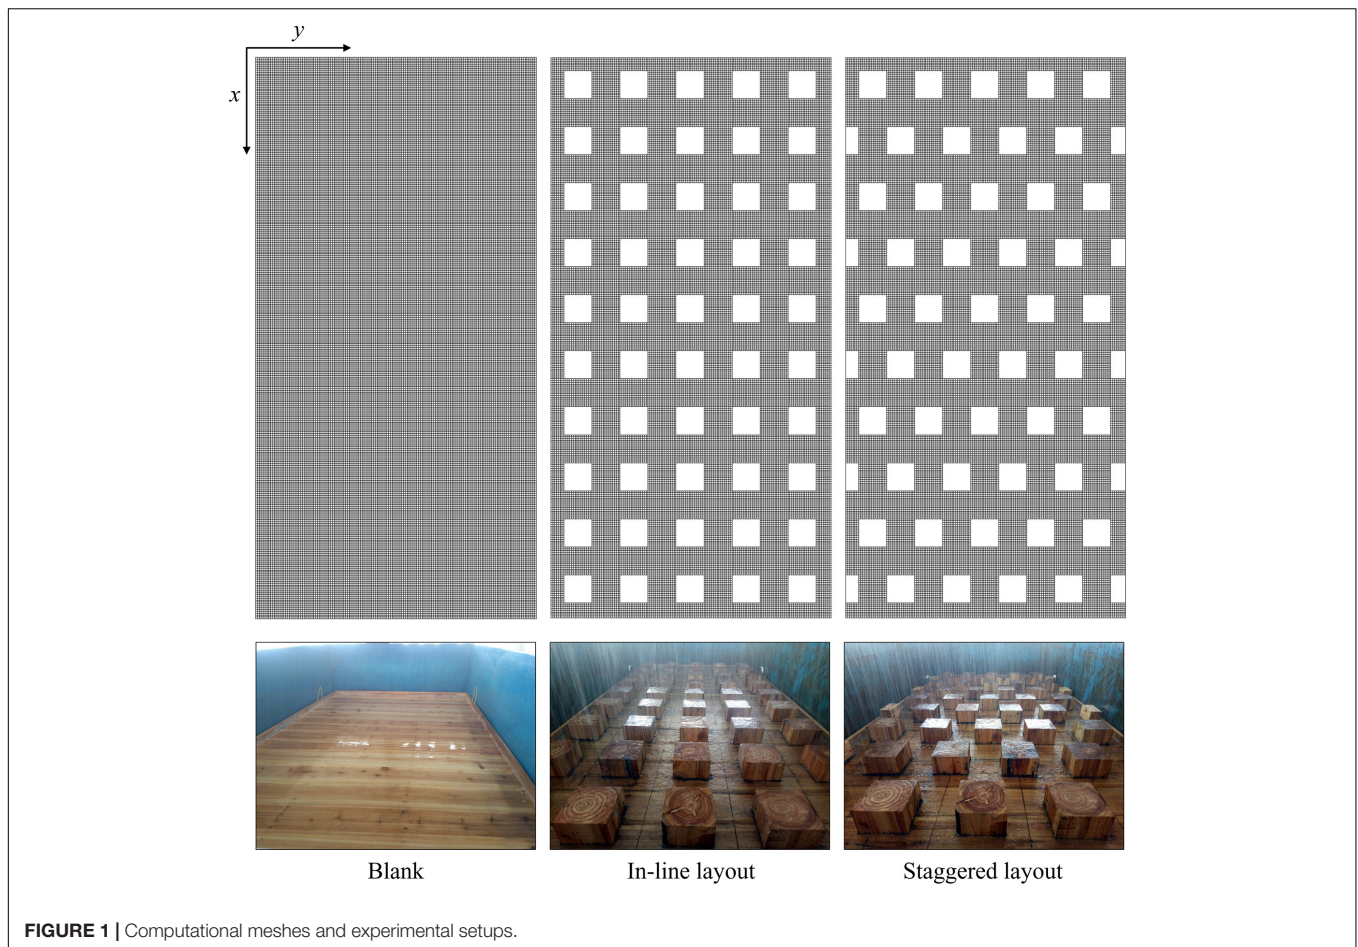 y
x
Blank
In-line layout
Staggered layout
FIGURE 1 | Computational meshes and experimental setups.